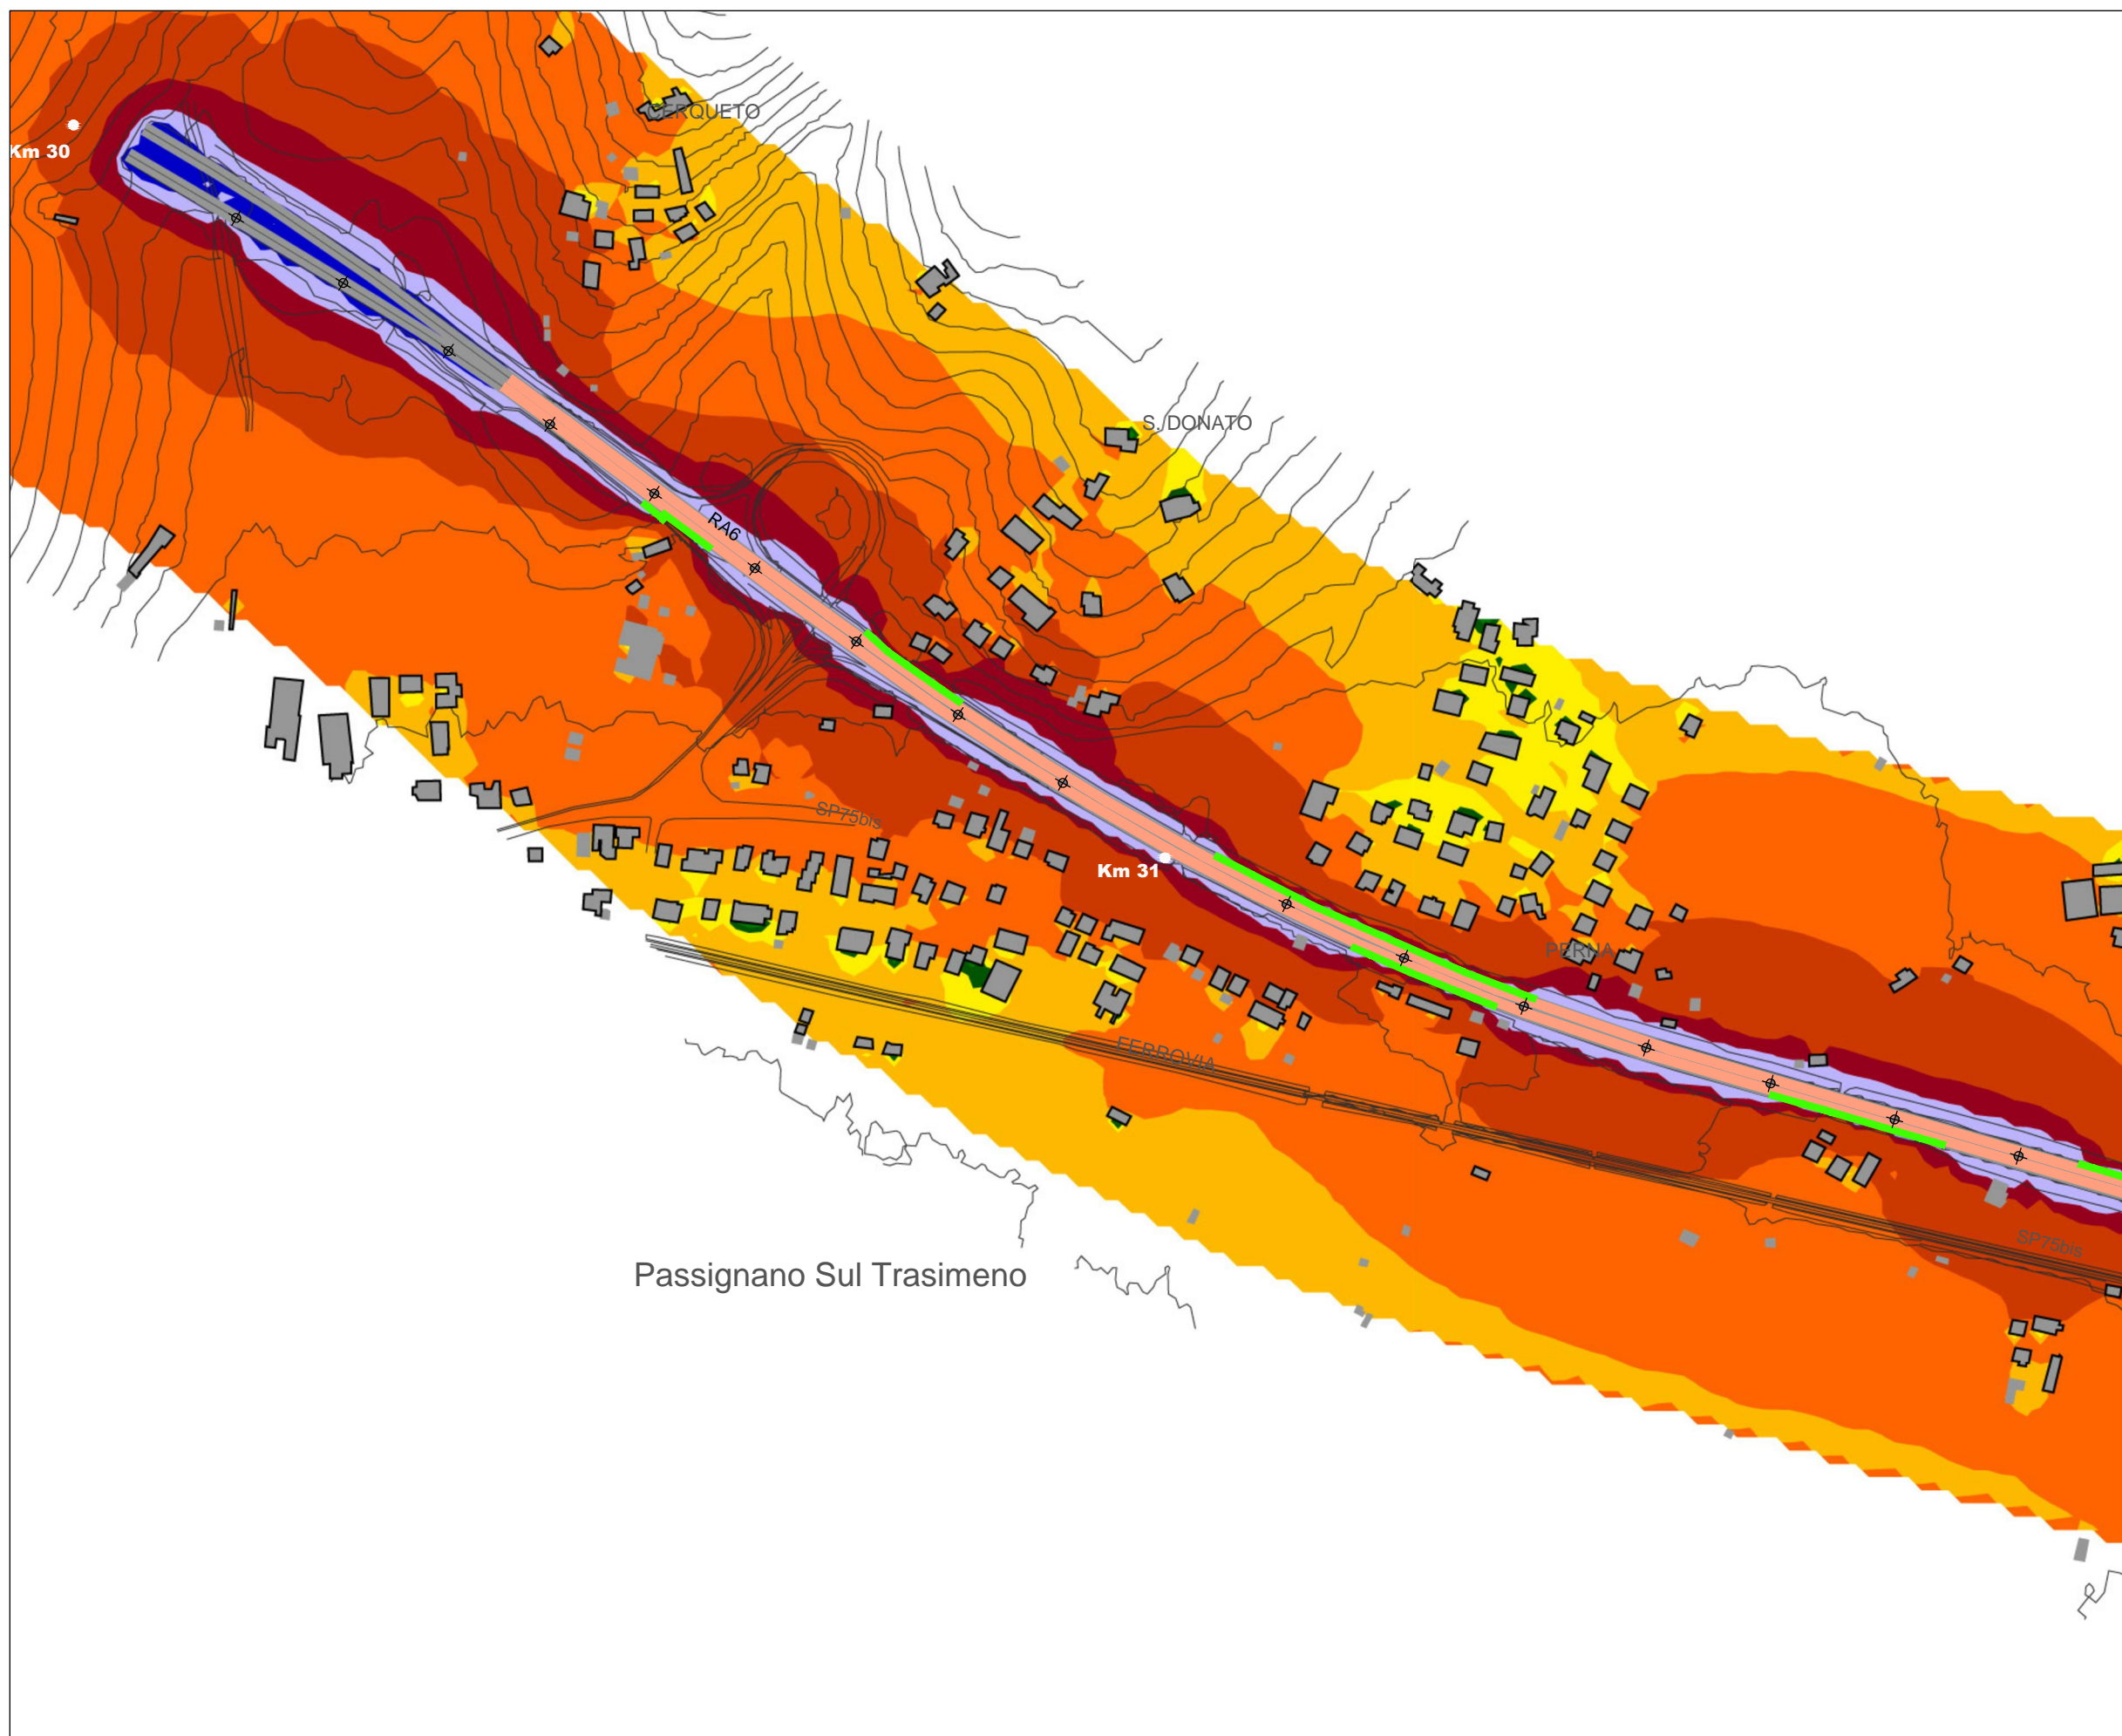 CERQUETO
Km 30
S. DONATO
RA6
SP75bis
Km 31
PERNA
FERROVIA
SP75bis
Passignano Sul Trasimeno